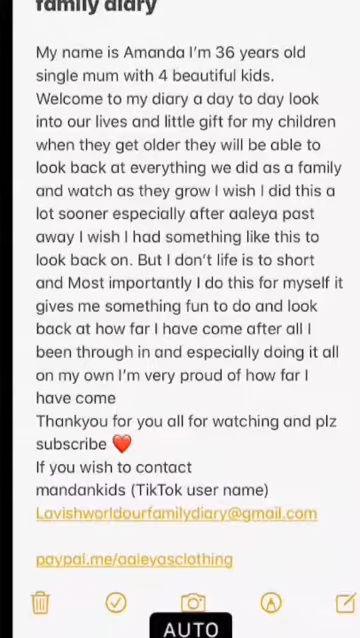 family diary
My name is Amanda I'm 36 years old
single mum with 4 beautiful kids.
Welcome to my diary a day to day look
into our lives and little gift for my children
when they get older they will be able to
look back at everything we did as a family
and watch as they grow I wish I did this a
lot sooner especially after aaleya past
away I wish I had something like this to
look back on. But I don't life is to short
and Most importantly I do this for myself it
gives me something fun to do and look
back at how far I have come after all I
been through in and especially doing it all
on my own I'm very proud of how far I
have come
Thankyou for you all for watching and plz
subscribe ❤️
If you wish to contact
mandankids (TikTok user name)
Lavishworldourfamilydiary@gmail.com
paypal.me/aaleyasclothing
AUTO